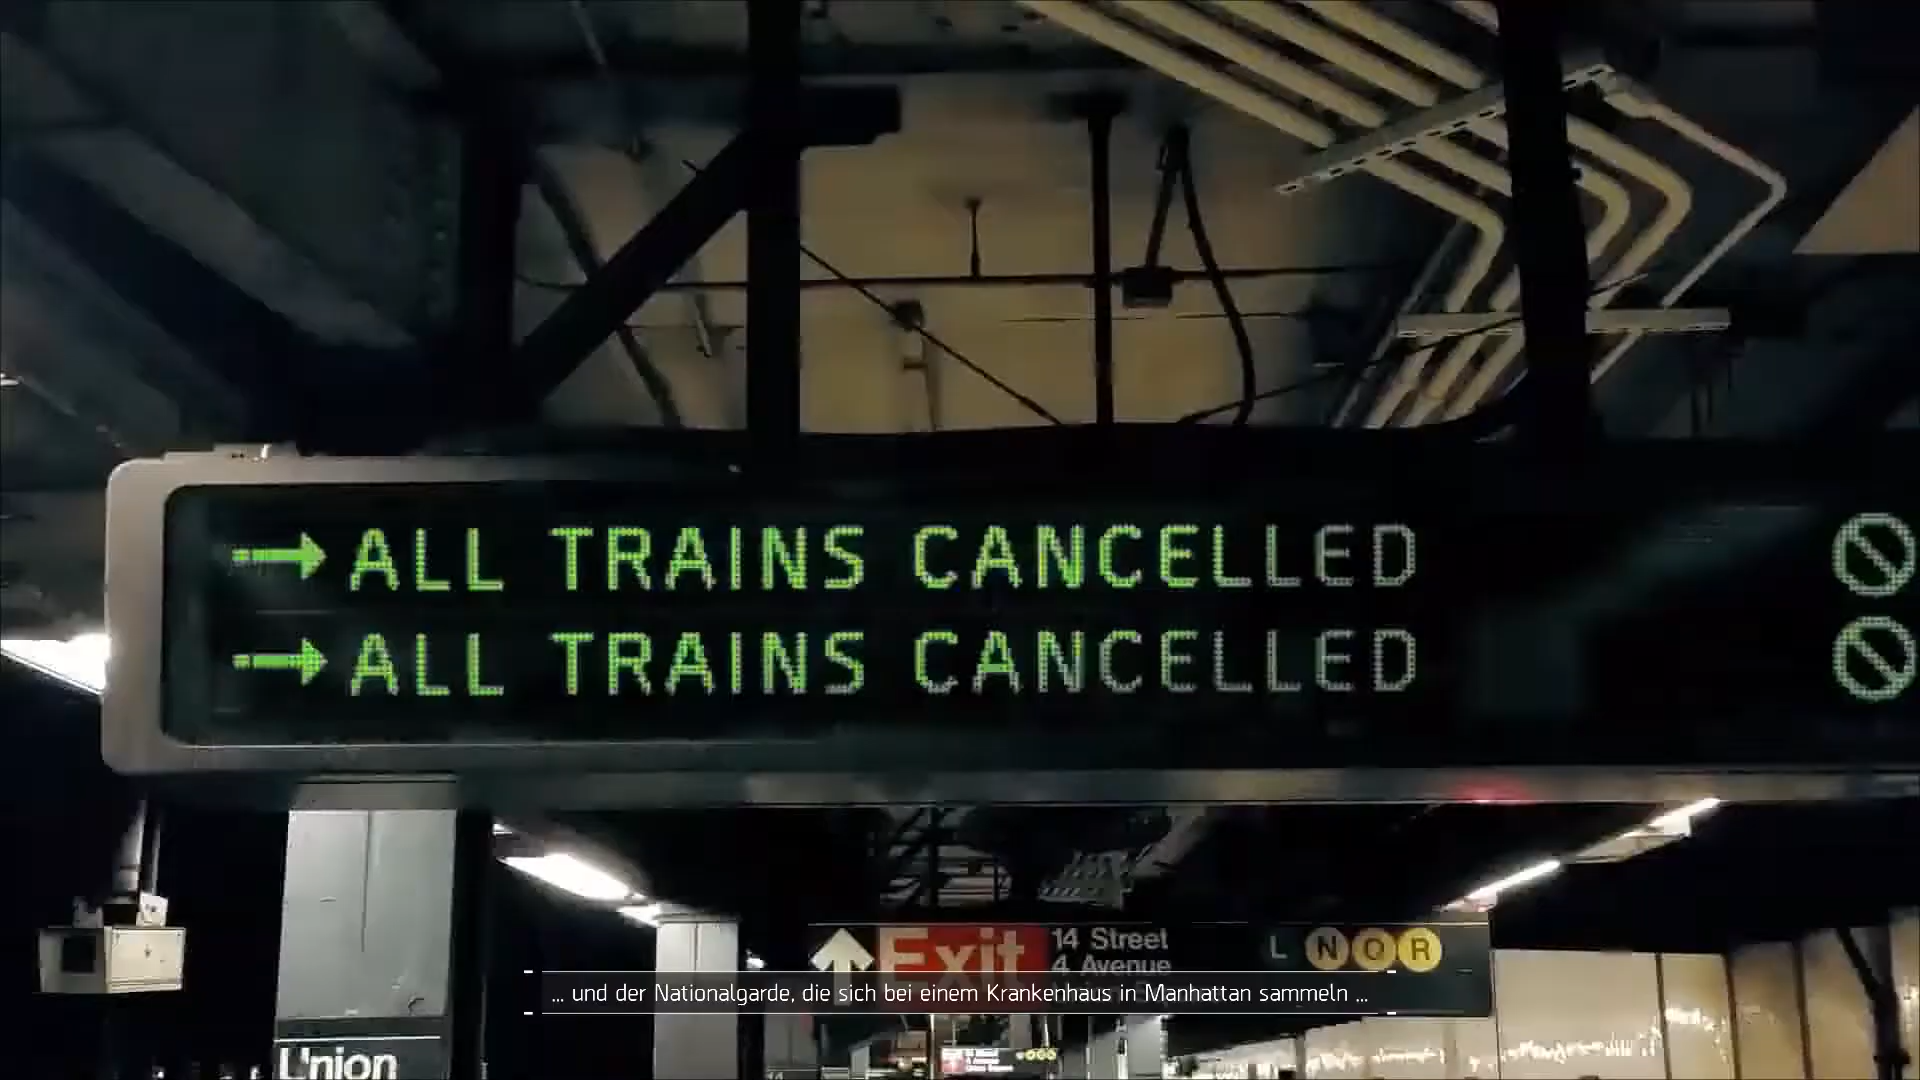 → ALL TRAINS CANCELLED
→ ALL TRAINS CANCELLED
Exit 14 Street L N Q R
4 Avenue
... und der Nationalgarde, die sich bei einem Krankenhaus in Manhattan sammeln ...
Union